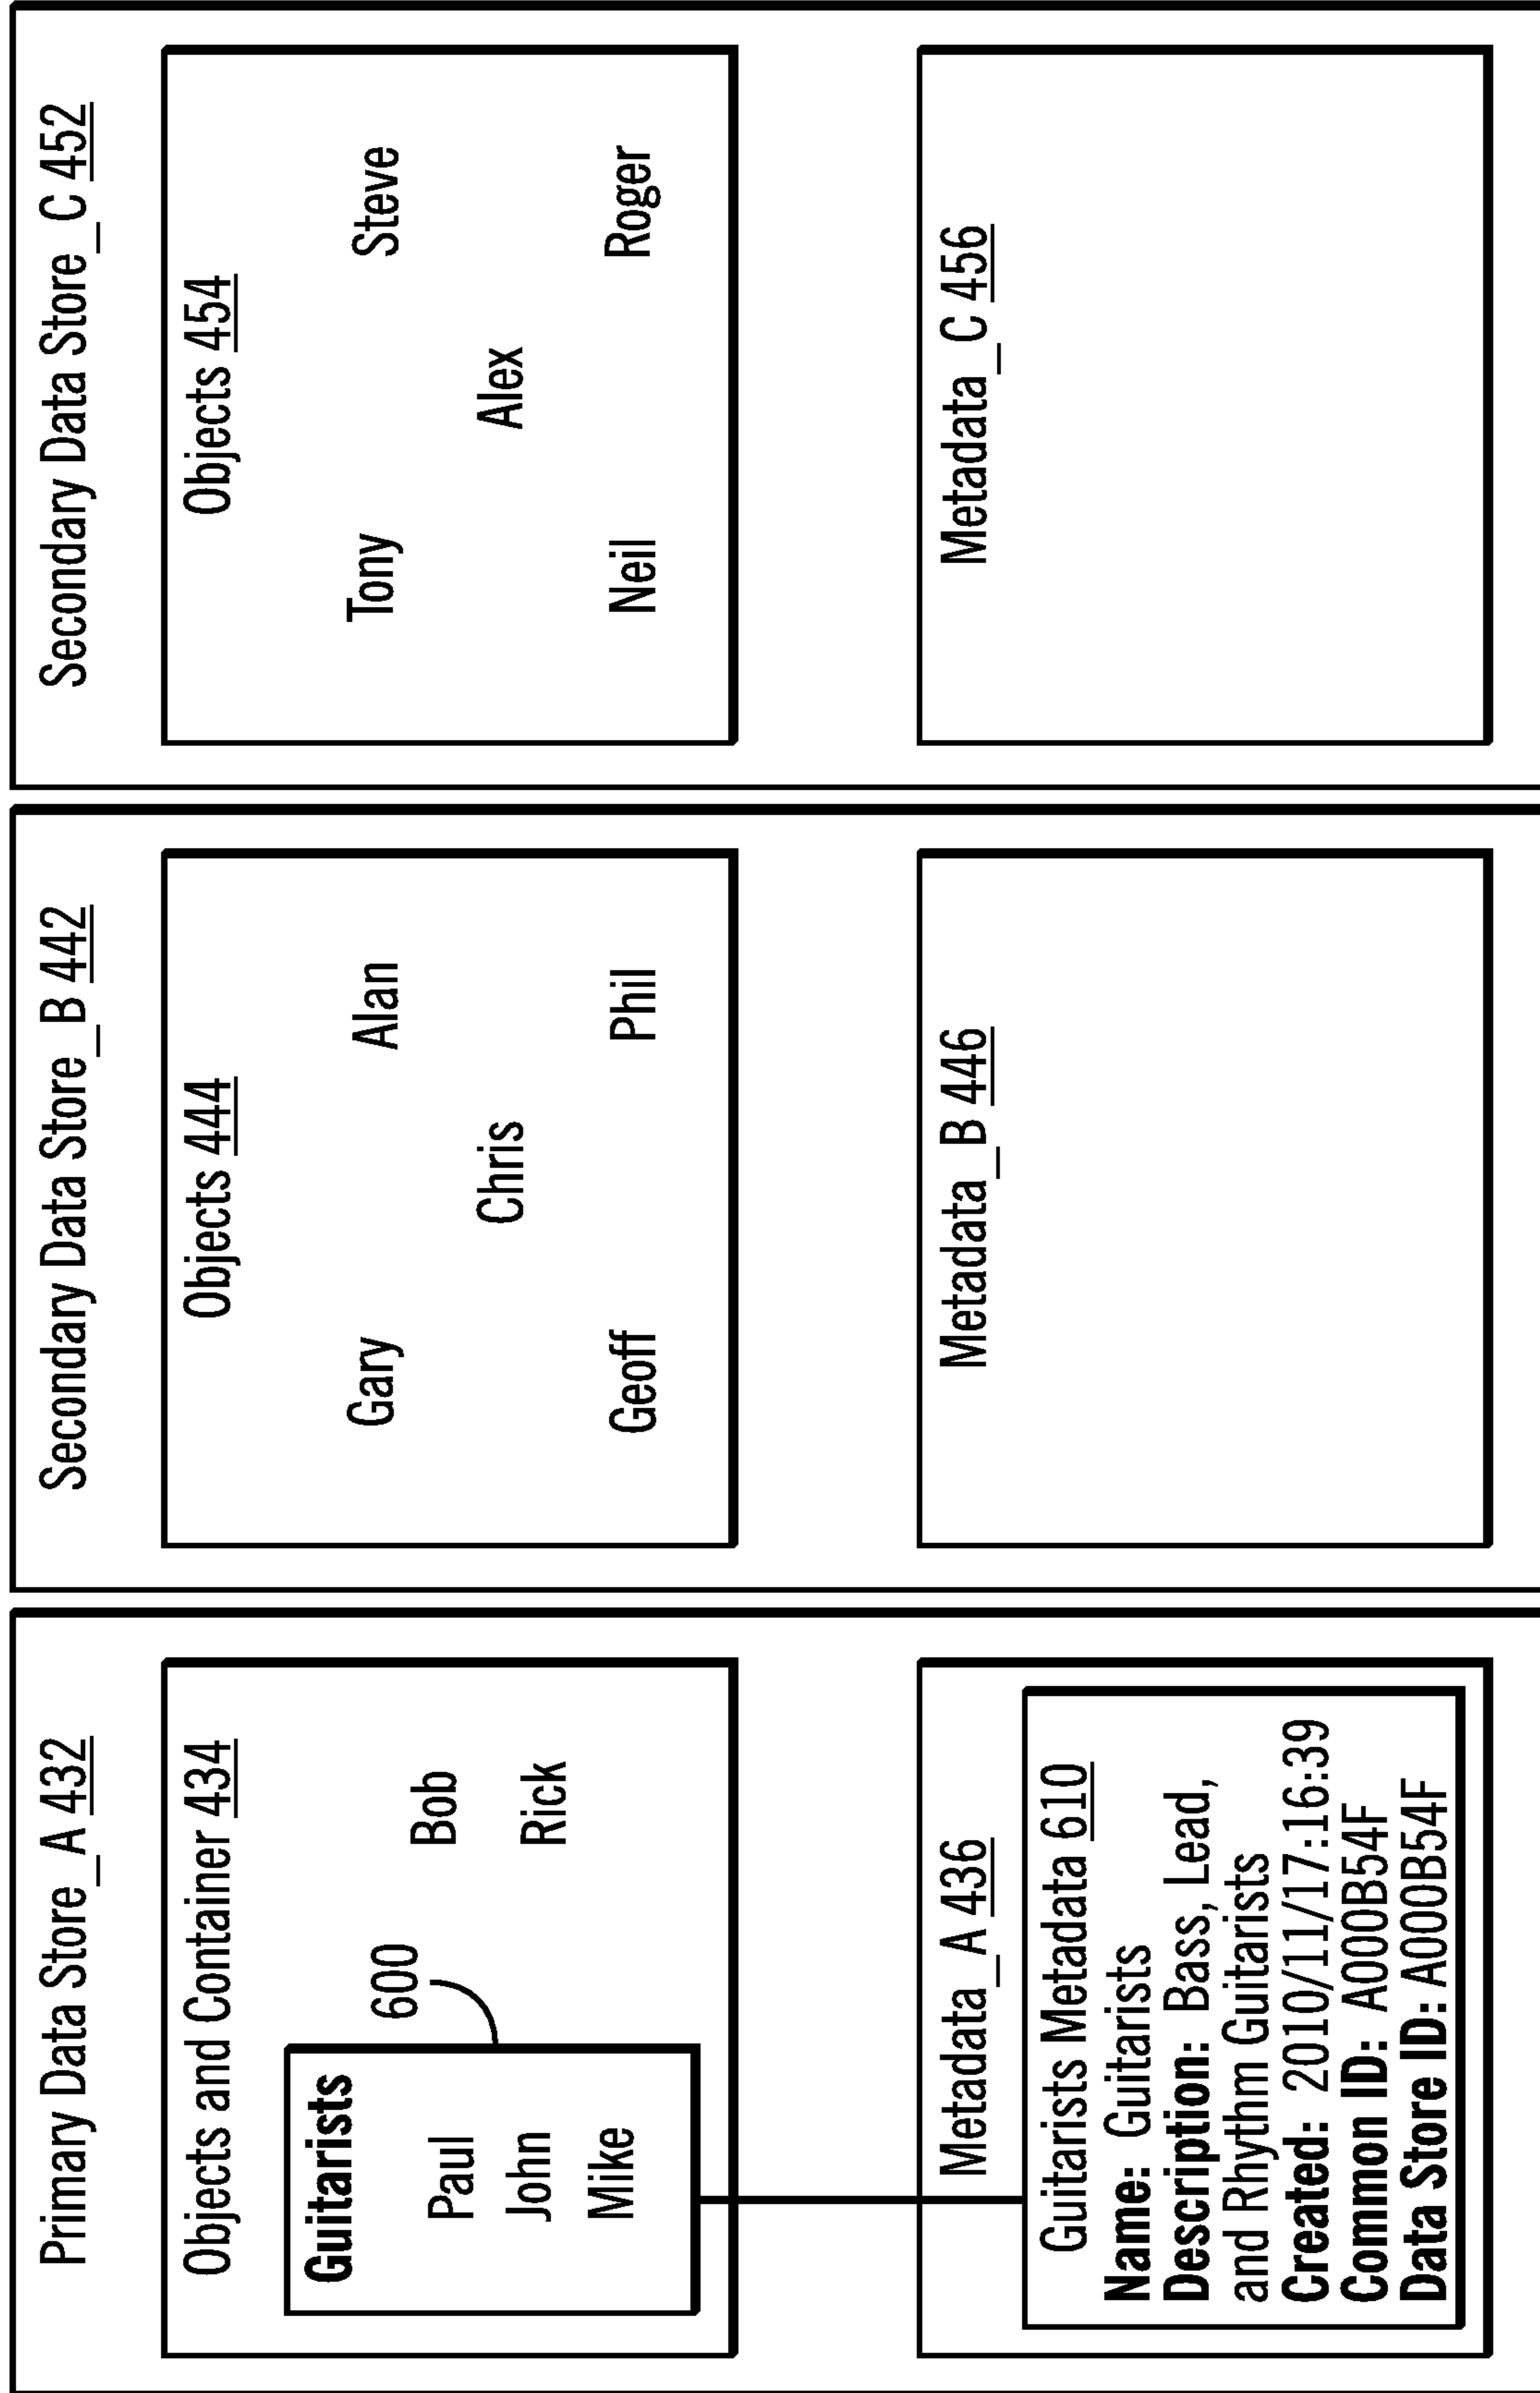 Primary Data Store_A 432
Objects and Container 434
600
Guitarists
Paul
John
Mike
Bob
Rick
Metadata_A 436
Guitarists Metadata 610
Name: Guitarists
Description: Bass, Lead,
and Rhythm Guitarists
Created: 2010/11/17:16:39
Common ID: A000B54F
Data Store ID: A000B54F
Secondary Data Store_B 442
Objects 444
Gary
Alan
Chris
Geoff
Phil
Metadata_B 446
Secondary Data Store_C 452
Objects 454
Tony
Steve
Alex
Neil
Roger
Metadata_C 456